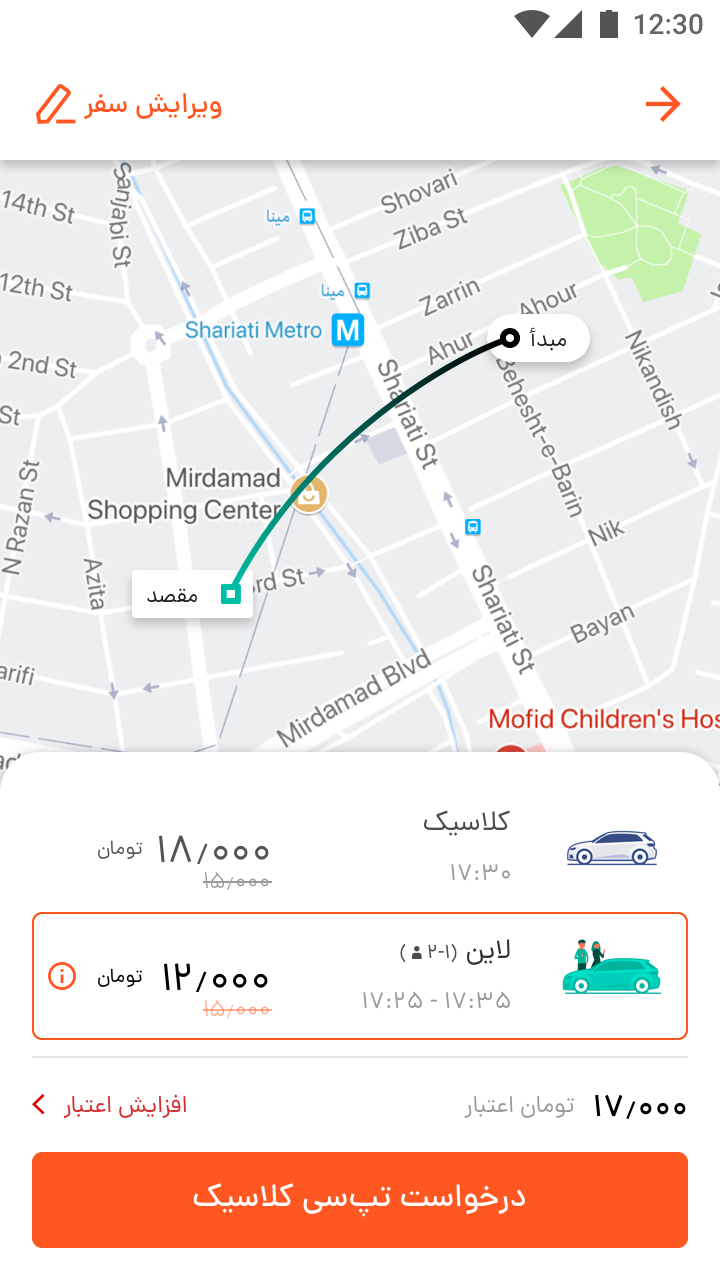 12:30
ویرایش سفر
Shovari
14th St
Sanjabi St
مینا
Ziba St
12th St
مینا
Zarrin
Ahour
Shariati Metro M
Ahur
مبدأ
2nd St
Nikandish
St
Shariati St
Behesht-e-Barin
Mirdamad
Shopping Center
N Razan St
Nik
Azita
مقصد
3rd St
Shariati St
Bayan
arifi
Mirdamad Blvd
Mofid Children's Hos
کلاسیک
۱۸/۰۰۰ تومان
۱۷:۳۰
۱۵/۰۰۰
لاین (۱-۲)
۱۲/۰۰۰ تومان
۱۷:۲۵ - ۱۷:۳۵
۱۵/۰۰۰
۱۷/۰۰۰ تومان اعتبار
افزایش اعتبار
درخواست تپ‌سی کلاسیک